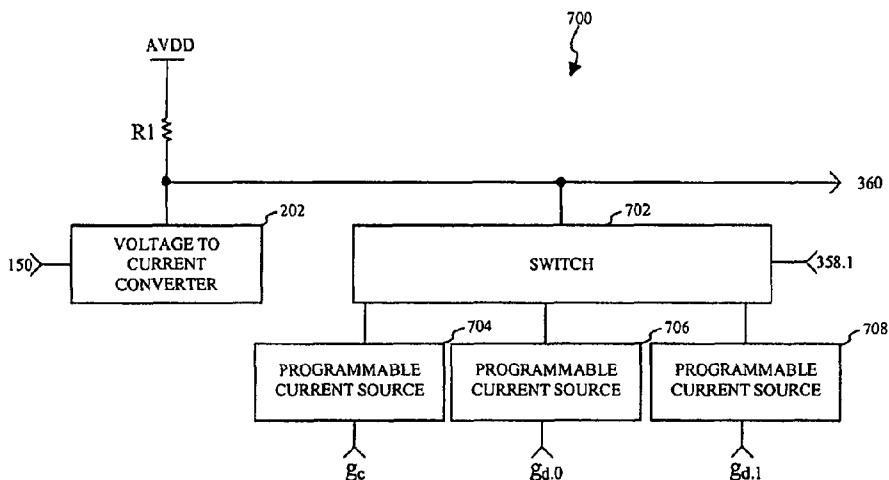 700
AVDD
R1
360
202
702
VOLTAGE TO
CURRENT
CONVERTER
150
SWITCH
358.1
704
706
708
PROGRAMMABLE
CURRENT SOURCE
PROGRAMMABLE
CURRENT SOURCE
PROGRAMMABLE
CURRENT SOURCE
gc
gd.0
gd.1